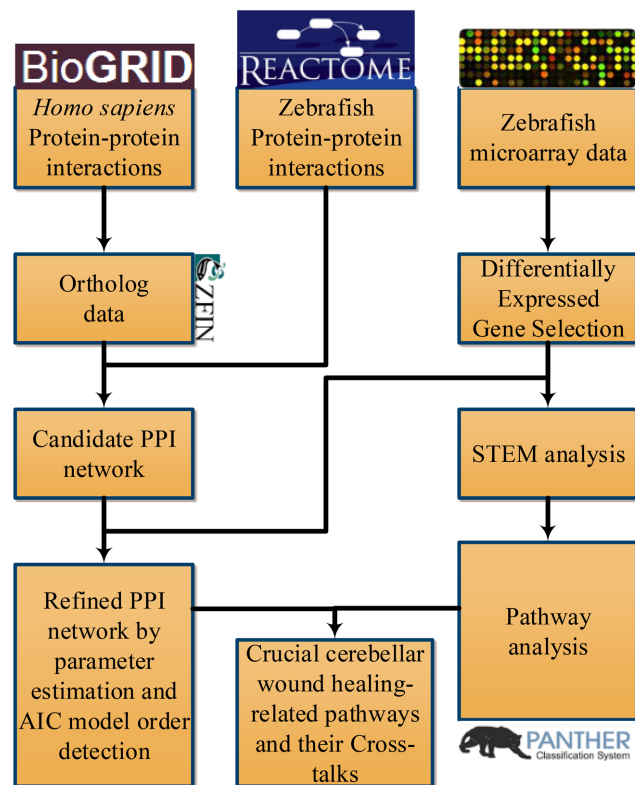 BioGRID
REACTOME
Homo sapiens
Protein-protein
interactions
Zebrafish
Protein-protein
interactions
Zebrafish
microarray data
Ortholog
data
ZFIN
Differentially
Expressed
Gene Selection
Candidate PPI
network
STEM analysis
Refined PPI
network by
parameter
estimation and
AIC model order
detection
Crucial cerebellar
wound healing-
related pathways
and their Cross-
talks
Pathway
analysis
PANTHER
Classification System